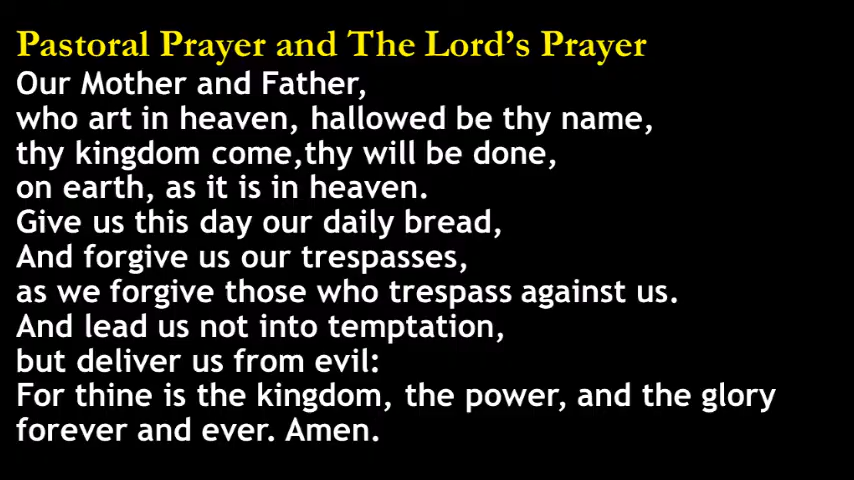 Pastoral Prayer and The Lord’s Prayer
Our Mother and Father,
who art in heaven, hallowed be thy name,
thy kingdom come,thy will be done,
on earth, as it is in heaven.
Give us this day our daily bread,
And forgive us our trespasses,
as we forgive those who trespass against us.
And lead us not into temptation,
but deliver us from evil:
For thine is the kingdom, the power, and the glory
forever and ever. Amen.